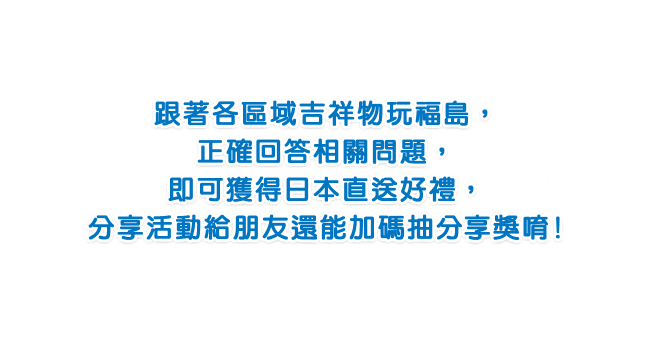 跟著各區域吉祥物玩福島，
正確回答相關問題，
即可獲得日本直送好禮，
分享活動給朋友還能加碼抽分享獎唷!